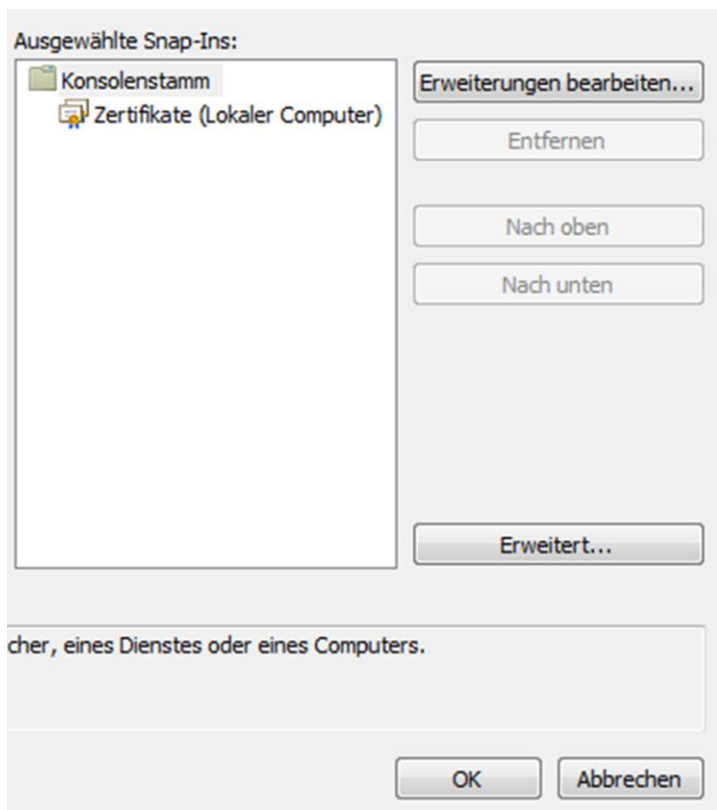 Ausgewählte Snap-Ins:
Konsolenstamm
Zertifikate (Lokaler Computer)
Erweiterungen bearbeiten...
Entfernen
Nach oben
Nach unten
Erweitert...
cher, eines Dienstes oder eines Computers.
OK
Abbrechen